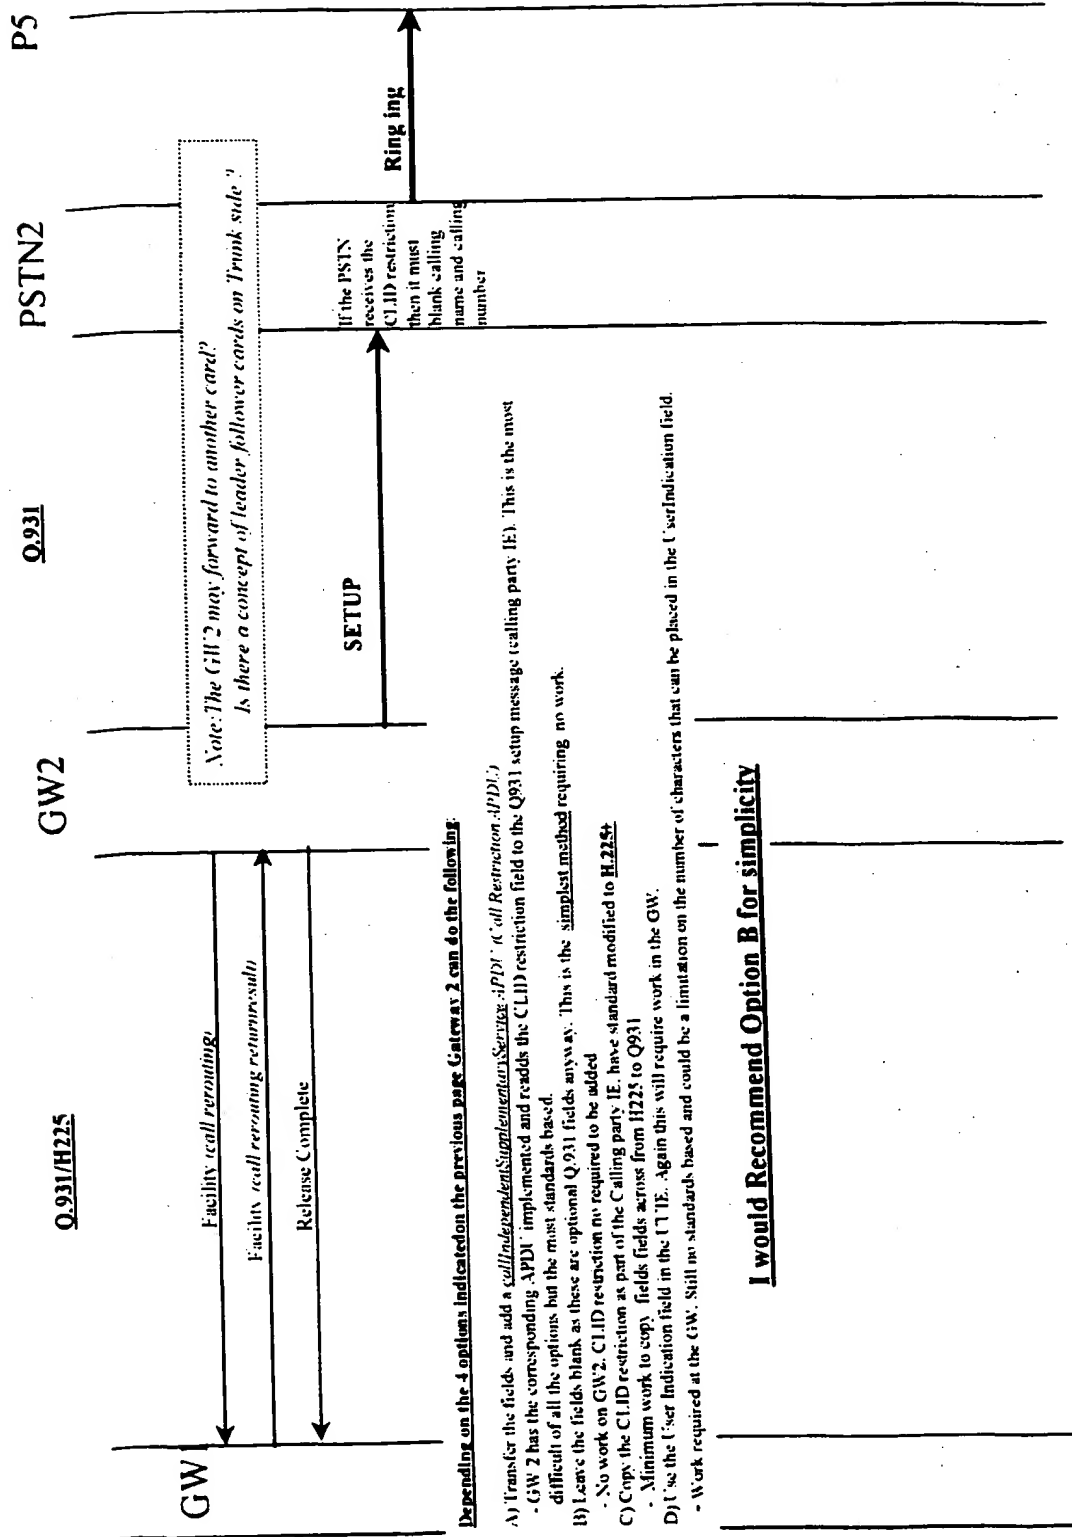 Q.931/H225
Q.931
GW1
GW2
PSTN2
P5
Facility (call rerouting)
Facility (call rerouting returnresult)
Release Complete
Note: The GW2 may forward to another card?
Is there a concept of leader follower cards on Trunk side ?
SETUP
If the PSTN
receives the
CLID restriction
then it must
blank calling
name and calling
number
Ring ing
Depending on the 4 options indicatedon the previous page Gateway 2 can do the following:
A) Transfer the fields and add a callIndependentSupplementaryService APDU (Call Restriction APDU)
- GW 2 has the corresponding APDU implemented and readds the CLID restriction field to the Q931 setup message (calling party IE). This is the most
difficult of all the options but the most standards based.
B) Leave the fields blank as these are optional Q.931 fields anyway. This is the simplest method requiring no work.
- No work on GW2. CLID restriction no required to be added
C) Copy the CLID restriction as part of the Calling party IE. have standard modified to H.225+
- Minimum work to copy fields fields across from H225 to Q931
D) Use the User Indication field in the UUIE. Again this will require work in the GW.
- Work required at the GW. Still no standards based and could be a limitation on the number of characters that can be placed in the UserIndication field.
I would Recommend Option B for simplicity